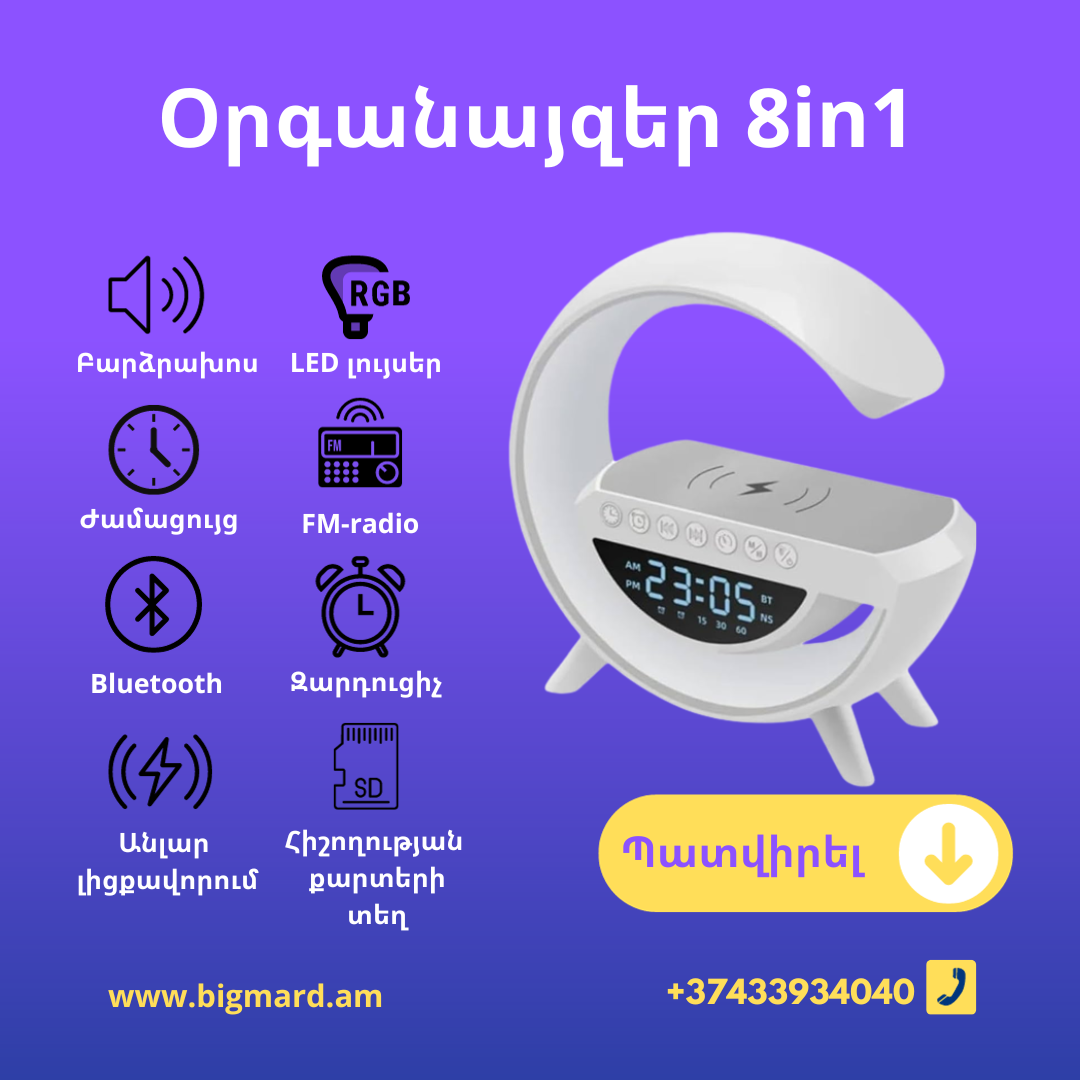 Օրգանայզեր 8in1
RGB
Բարձրախոս
LED լույսեր
FM
Ժամացույց
FM-radio
AM
PM
23:05
BT
NS
15 30 60
Bluetooth
Զարդուցիչ
SD
Անլար
լիցքավորում
Հիշողության
քարտերի
տեղ
Պատվիրել
www.bigmard.am
+37433934040